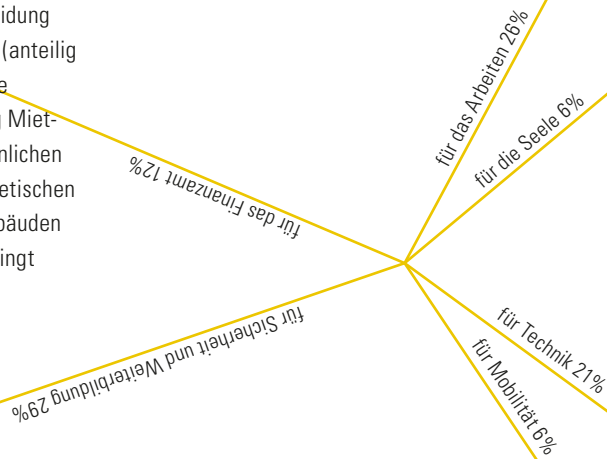 idung
(anteilig
e
g Miet-
nlichen
etischen
bäuden
ingt
für das Arbeiten 26%
für die Seele 6%
für das Finanzamt 12%
für Sicherheit und Weiterbildung 29%
für Technik 21%
für Mobilität 6%